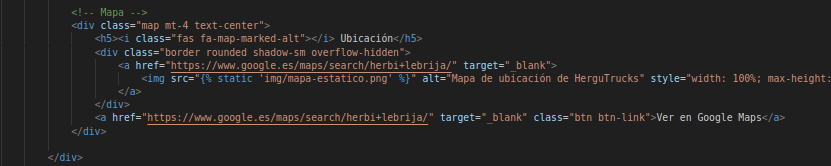 <!-- Mapa -->
<div class="map mt-4 text-center">
<h5><i class="fas fa-map-marked-alt"></i> Ubicación</h5>
<div class="border rounded shadow-sm overflow-hidden">
<a href="https://www.google.es/maps/search/herbi+lebrija/" target="_blank">
<img src="{% static 'img/mapa-estatico.png' %}" alt="Mapa de ubicación de HerguTrucks" style="width: 100%; max-height:
</a>
</div>
<a href="https://www.google.es/maps/search/herbi+lebrija/" target="_blank" class="btn btn-link">Ver en Google Maps</a>
</div>
</div>